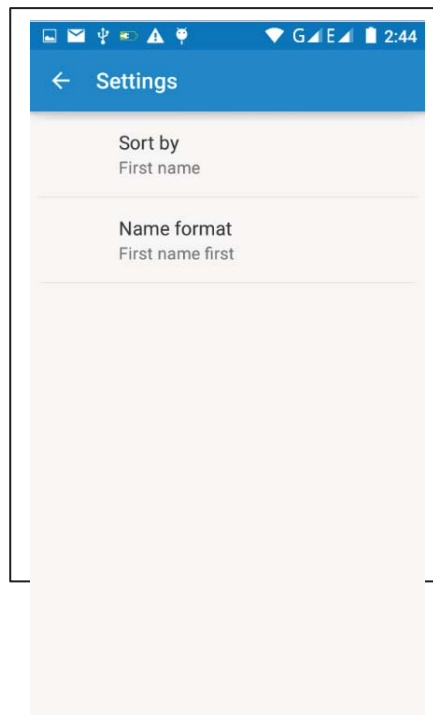 G E 2:44
Settings
Sort by
First name
Name format
First name first